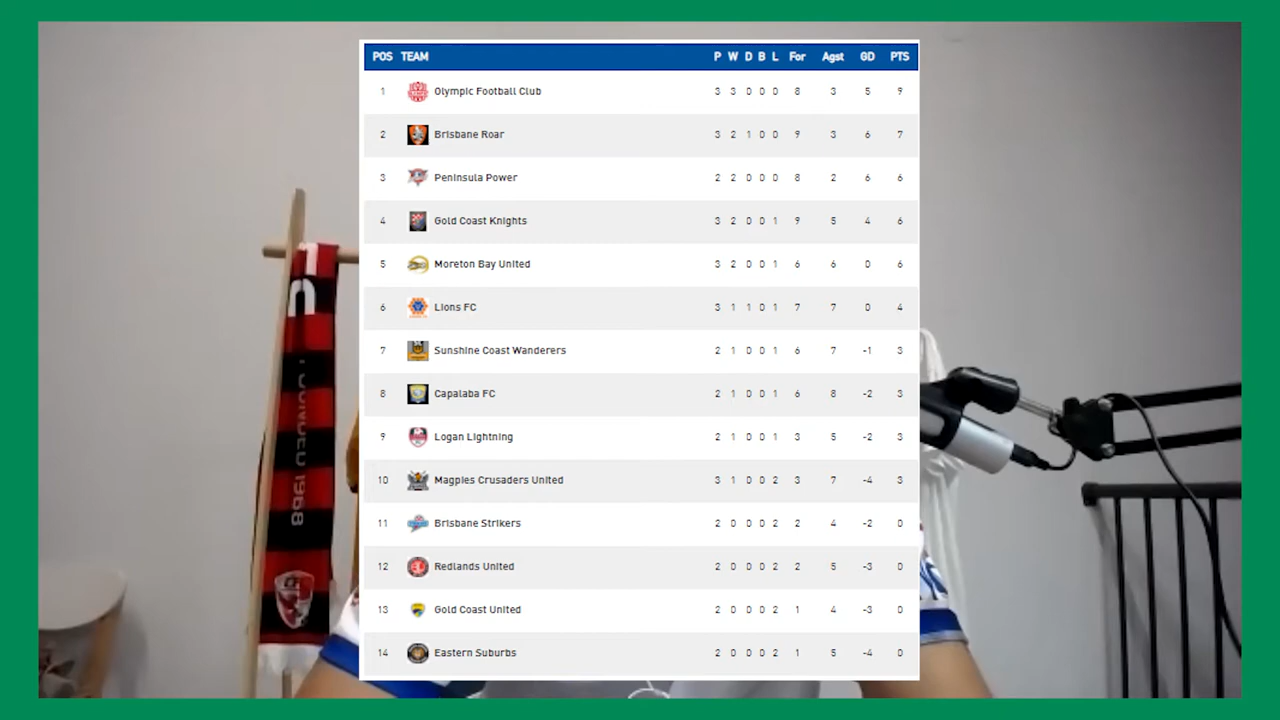 POS TEAM P W D B L For Agst GD PTS
1 Olympic Football Club 3 3 0 0 0 8 3 5 9
2 Brisbane Roar 3 2 1 0 0 9 3 6 7
3 Peninsula Power 2 2 0 0 0 8 2 6 6
4 Gold Coast Knights 3 2 0 0 1 9 5 4 6
5 Moreton Bay United 3 2 0 0 1 6 6 0 6
6 Lions FC 3 1 1 0 1 7 7 0 4
7 Sunshine Coast Wanderers 2 1 0 0 1 6 7 -1 3
8 Capalaba FC 2 1 0 0 1 6 8 -2 3
9 Logan Lightning 2 1 0 0 1 3 5 -2 3
10 Magpies Crusaders United 3 1 0 0 2 3 7 -4 3
11 Brisbane Strikers 2 0 0 0 2 2 4 -2 0
12 Redlands United 2 0 0 0 2 2 5 -3 0
13 Gold Coast United 2 0 0 0 2 1 4 -3 0
14 Eastern Suburbs 2 0 0 0 2 1 5 -4 0